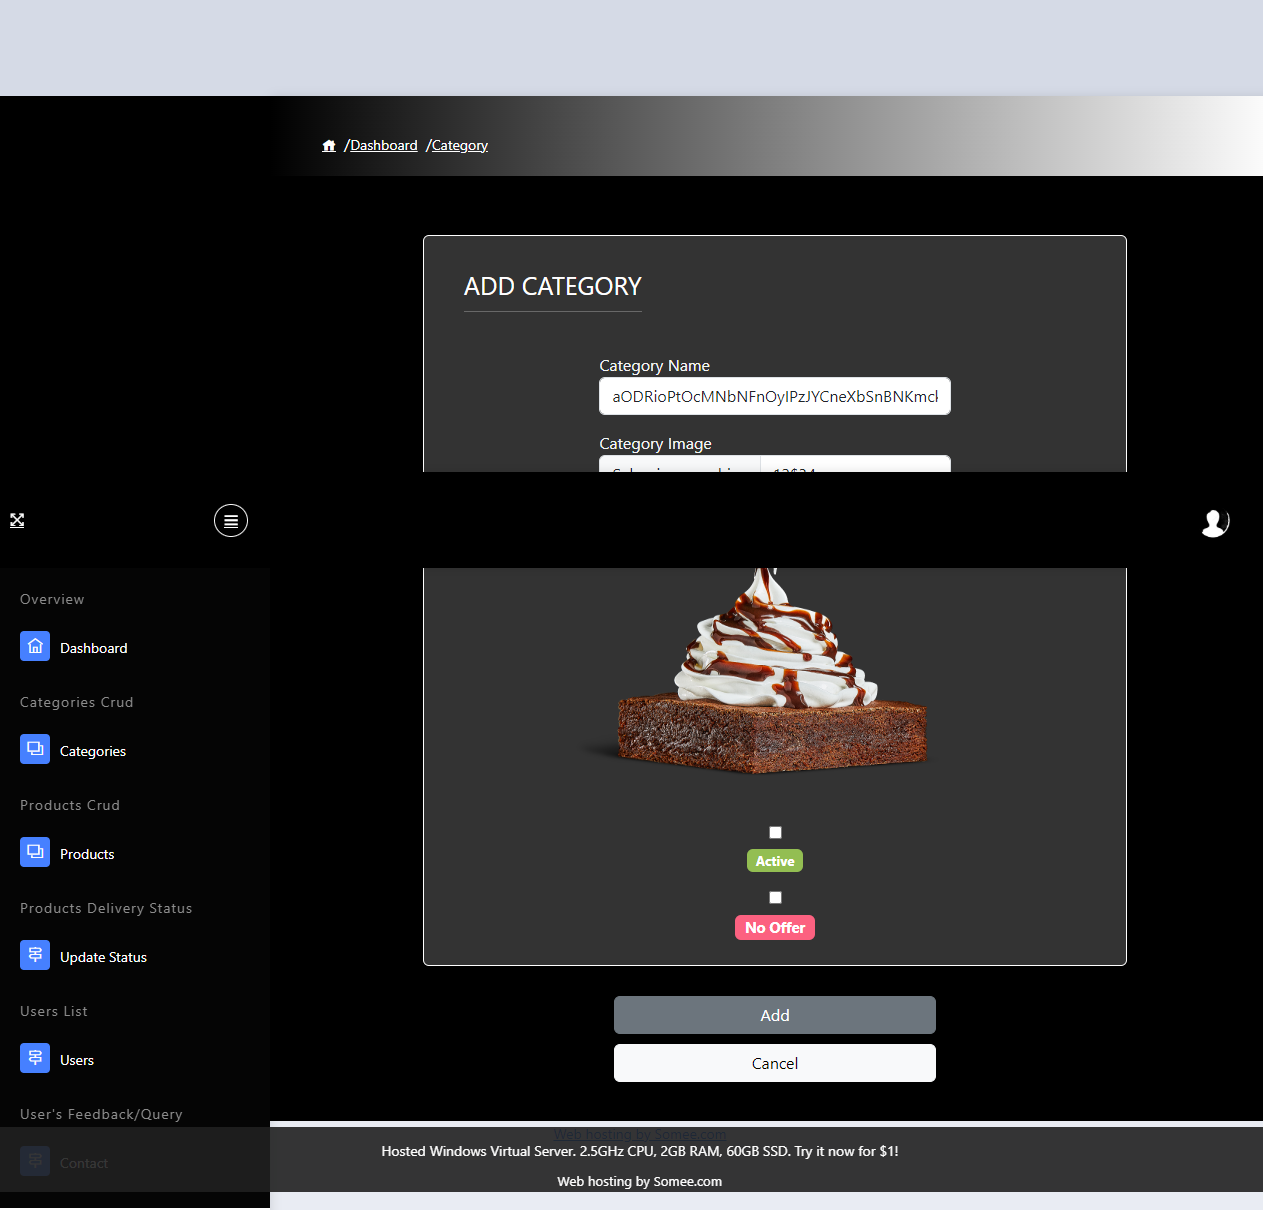 /Dashboard /Category
ADD CATEGORY
Category Name
aODRioPtOcMNbNFnOyIPzJYCneXbSnBNKmcl
Category Image
Overview
Dashboard
Categories Crud
Categories
Products Crud
Products
Active
Products Delivery Status
No Offer
Update Status
Users List
Add
Users
Cancel
User's Feedback/Query
Web hosting by Somee.com
Hosted Windows Virtual Server. 2.5GHz CPU, 2GB RAM, 60GB SSD. Try it now for $1!
Contact
Web hosting by Somee.com